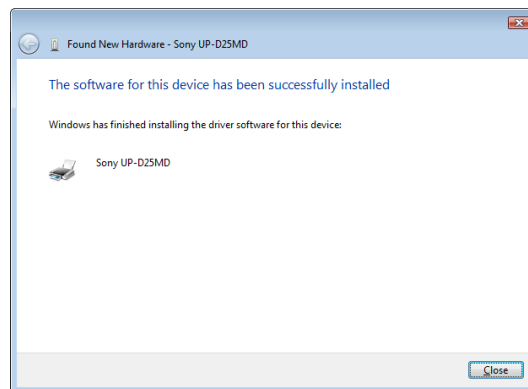 Found New Hardware - Sony UP-D25MD
The software for this device has been successfully installed
Windows has finished installing the driver software for this device:
Sony UP-D25MD
Close